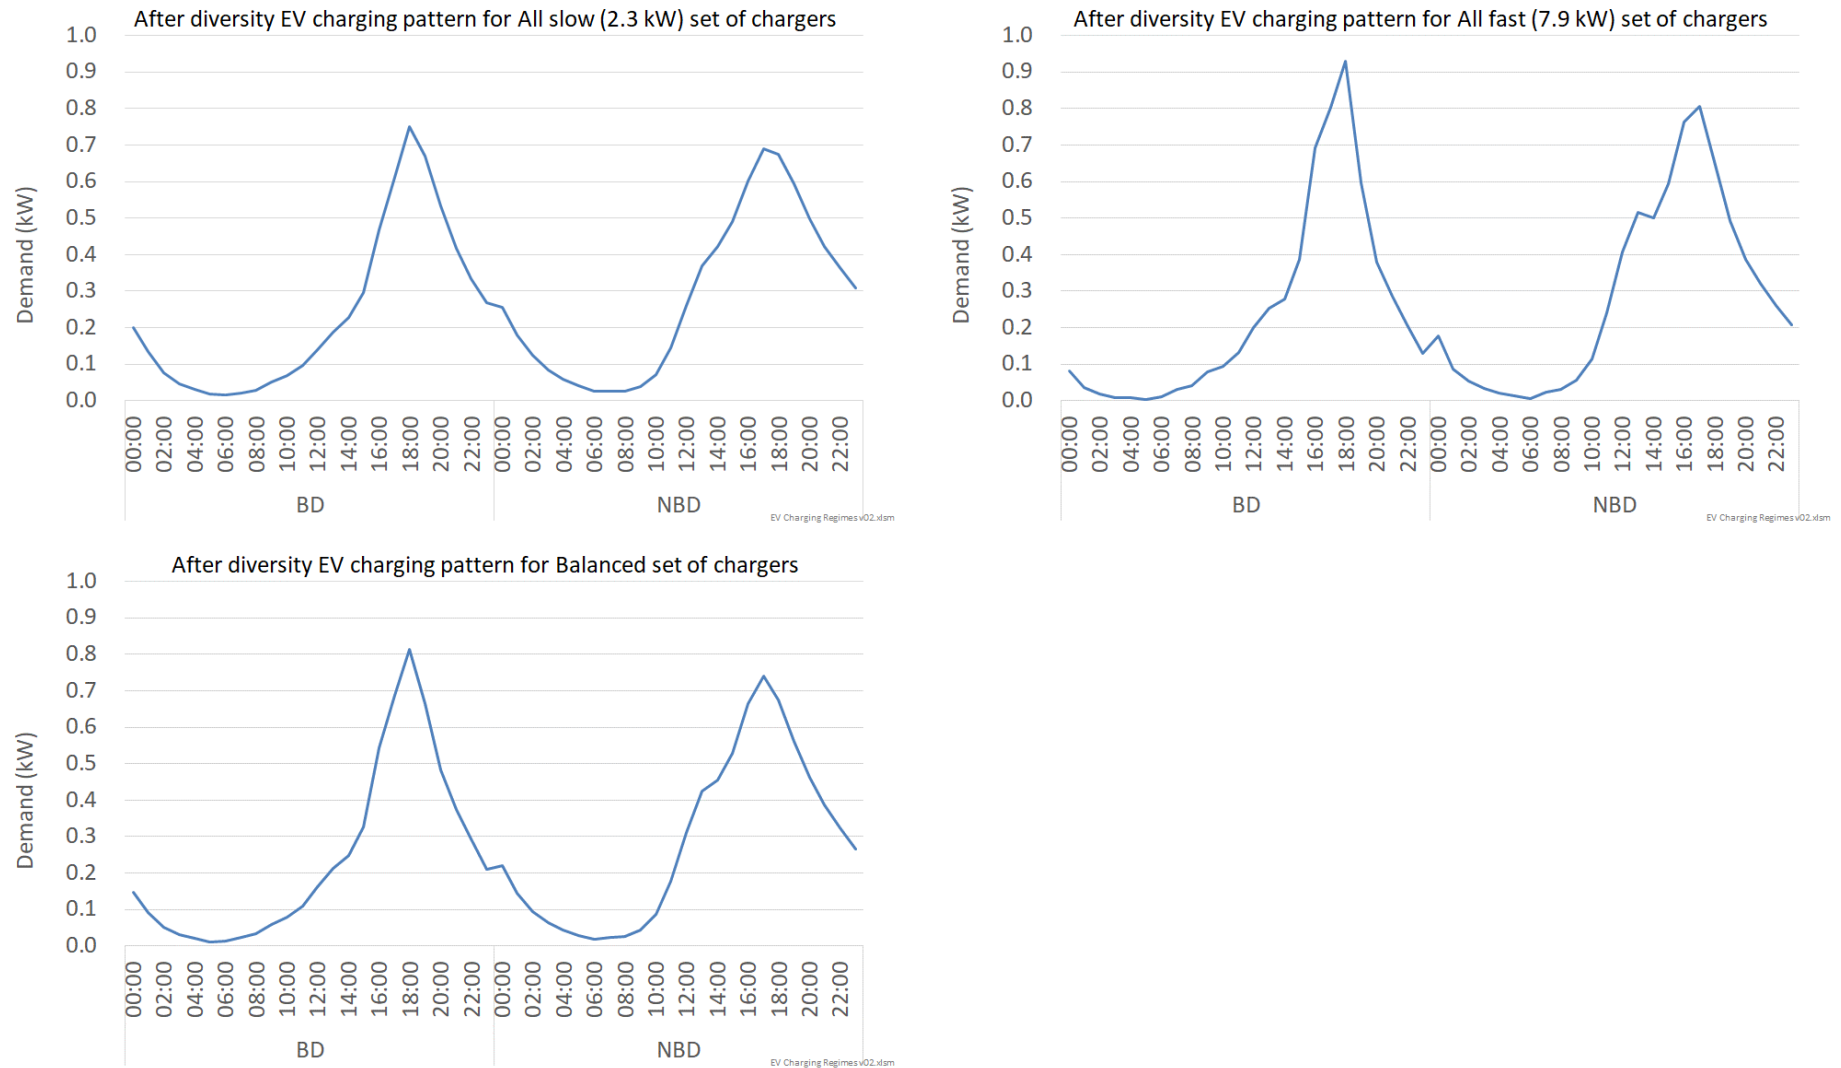 After diversity EV charging pattern for All slow (2.3 kW) set of chargers
1.0
0.9
0.8
0.7
0.6
0.5
0.4
0.3
0.2
0.1
0.0
Demand (kW)
00:00 02:00 04:00 06:00 08:00 10:00 12:00 14:00 16:00 18:00 20:00 22:00 00:00 02:00 04:00 06:00 08:00 10:00 12:00 14:00 16:00 18:00 20:00 22:00
BD NBD
EV Charging Regimes v02.xlsm
After diversity EV charging pattern for All fast (7.9 kW) set of chargers
1.0
0.9
0.8
0.7
0.6
0.5
0.4
0.3
0.2
0.1
0.0
Demand (kW)
00:00 02:00 04:00 06:00 08:00 10:00 12:00 14:00 16:00 18:00 20:00 22:00 00:00 02:00 04:00 06:00 08:00 10:00 12:00 14:00 16:00 18:00 20:00 22:00
BD NBD
EV Charging Regimes v02.xlsm
After diversity EV charging pattern for Balanced set of chargers
1.0
0.9
0.8
0.7
0.6
0.5
0.4
0.3
0.2
0.1
0.0
Demand (kW)
00:00 02:00 04:00 06:00 08:00 10:00 12:00 14:00 16:00 18:00 20:00 22:00 00:00 02:00 04:00 06:00 08:00 10:00 12:00 14:00 16:00 18:00 20:00 22:00
BD NBD
EV Charging Regimes v02.xlsm